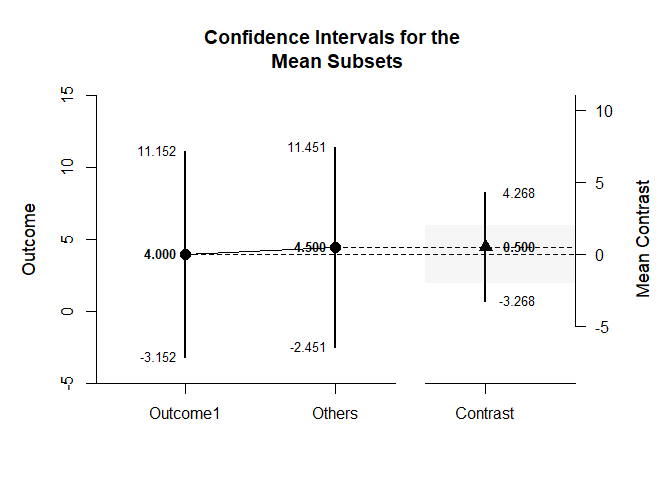 Confidence Intervals for the
Mean Subsets
Outcome
15
10
5
0
-5
11.152
4.000
-3.152
11.451
4.500
-2.451
4.268
0.500
-3.268
10
5
0
-5
Mean Contrast
Outcome1
Others
Contrast